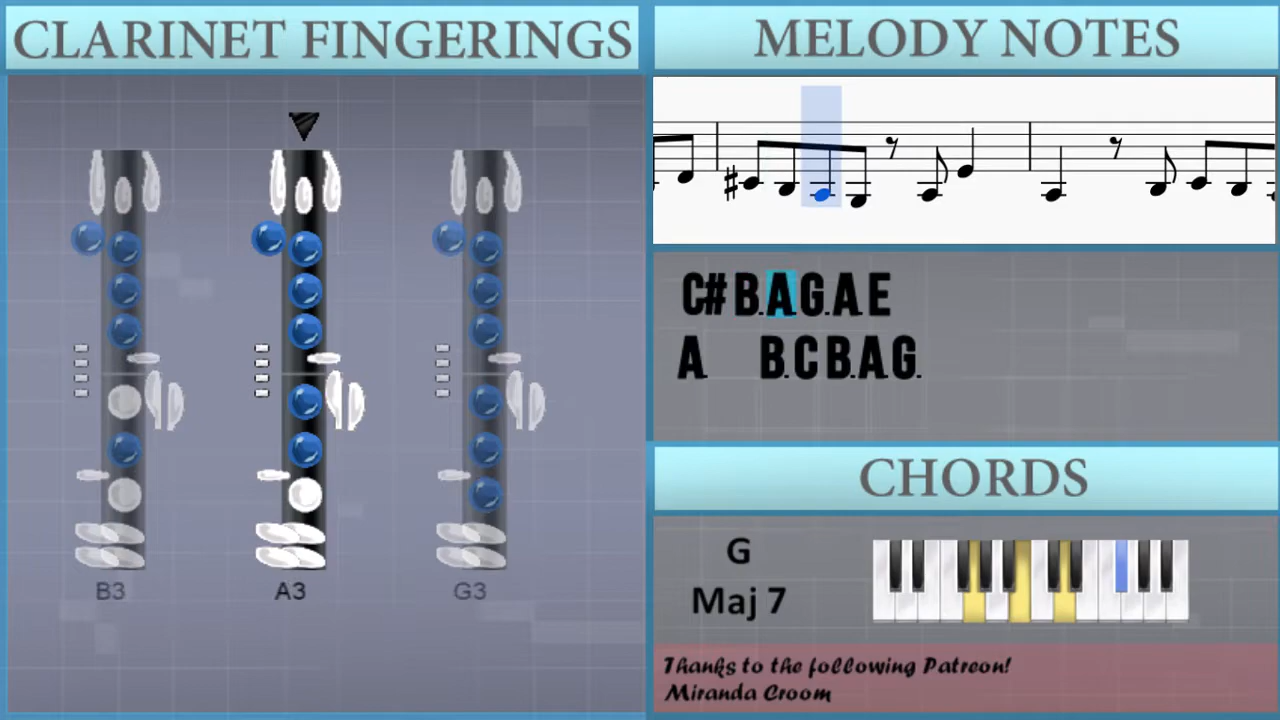 CLARINET FINGERINGS
B3
A3
G3
MELODY NOTES
C# B. A. G. A. E
A. B. C B. A. G.
CHORDS
G
Maj 7
Thanks to the following Patreon!
Miranda Croom